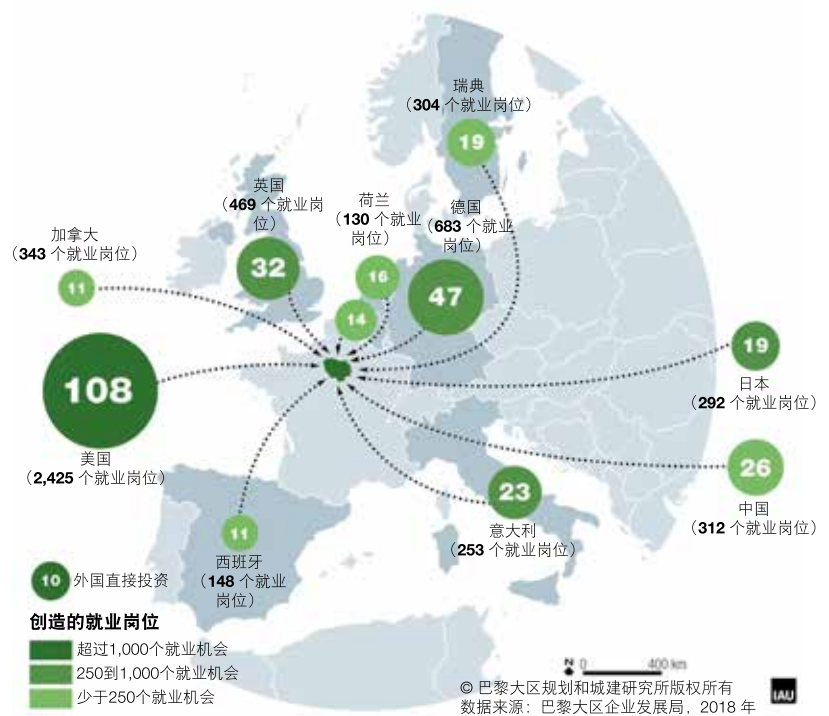 瑞典
（304 个就业岗位）
19
英国
（469 个就业岗
位）
32
荷兰
（130 个就业
岗位）
16
德国
（683 个就业
岗位）
47
14
加拿大
（343 个就业岗位）
11
108
美国
（2,425 个就业岗位）
19
日本
（292 个就业岗位）
26
中国
（312 个就业岗位）
23
意大利
（253 个就业岗位）
11
西班牙
（148 个就业
岗位）
10 外国直接投资
创造的就业岗位
超过1,000个就业机会
250到1,000个就业机会
少于250个就业机会
N 0 400 km
© 巴黎大区规划和城建研究所版权所有
数据来源：巴黎大区企业发展局，2018 年
IAU